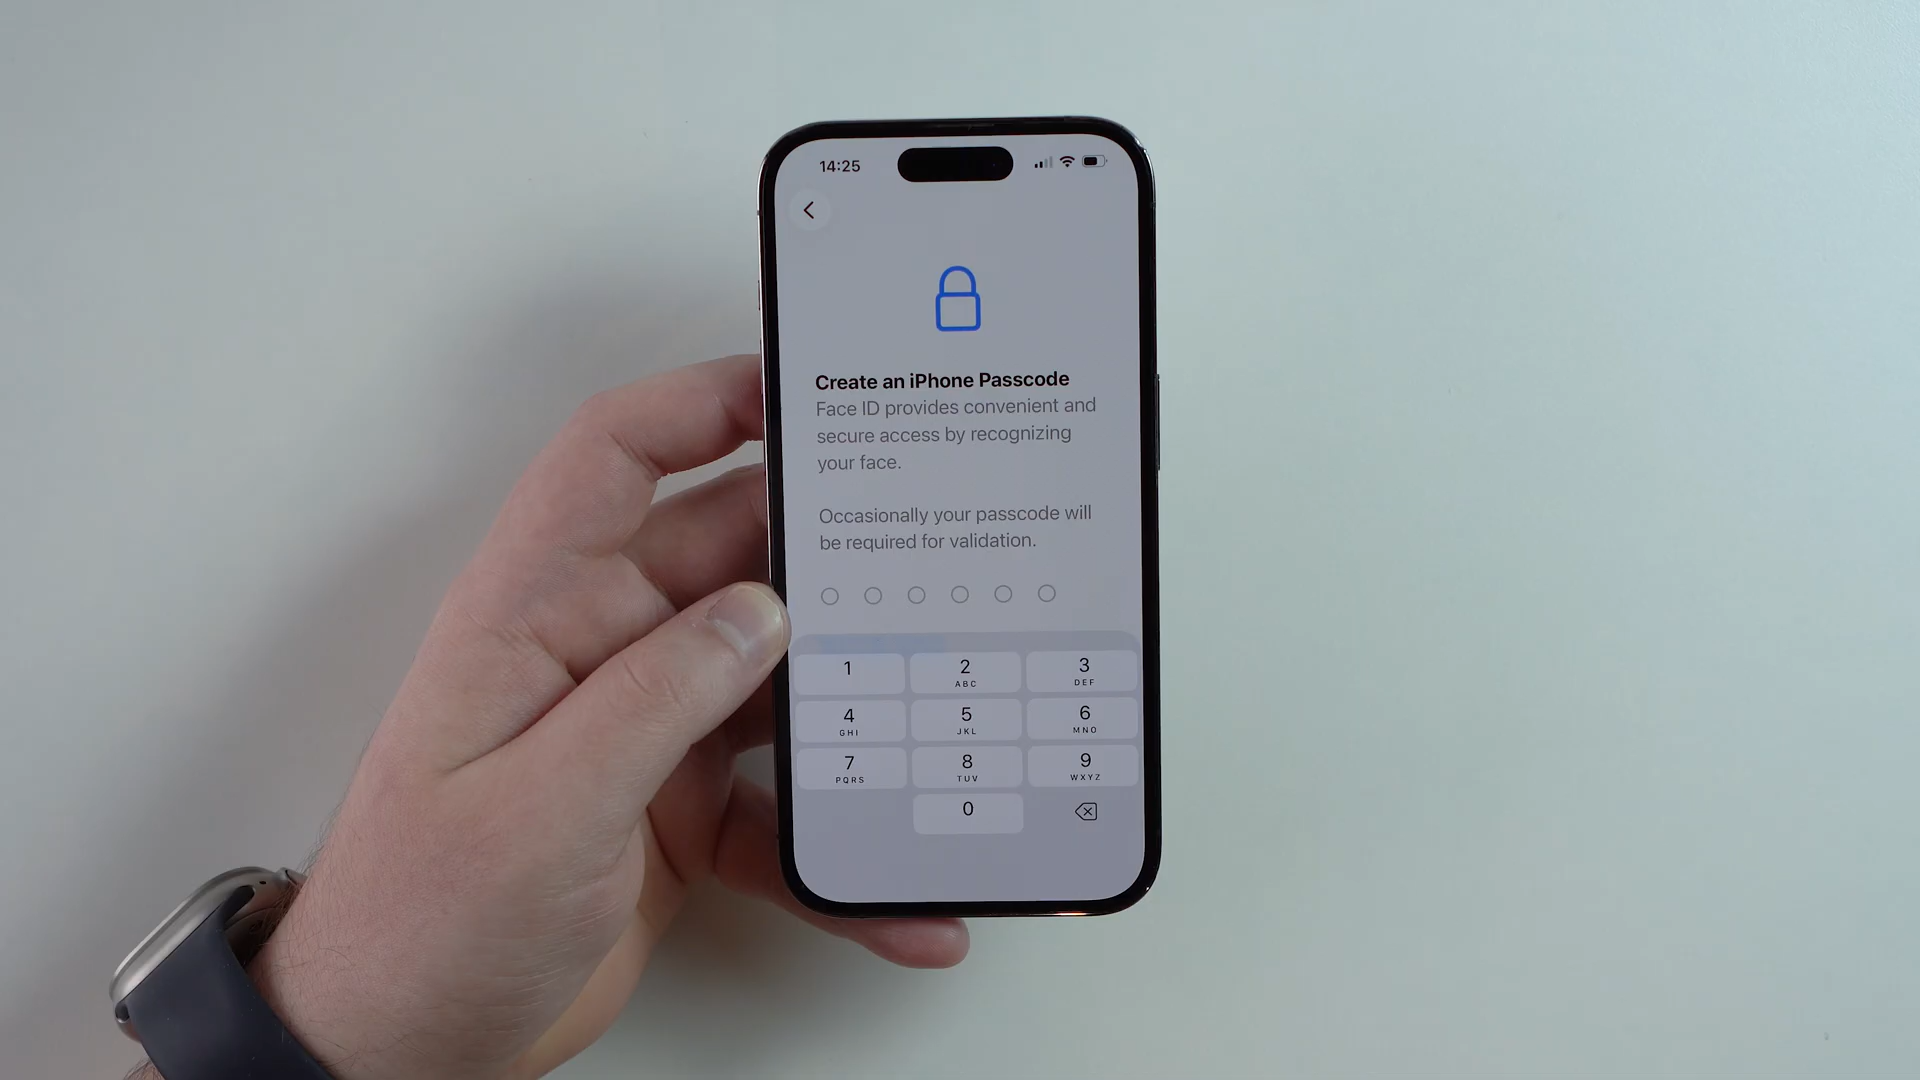 14:25
Create an iPhone Passcode
Face ID provides convenient and
secure access by recognizing
your face.
Occasionally your passcode will
be required for validation.
1
2
3
ABC
DEF
4
5
6
GHI
JKL
MNO
7
8
9
PQRS
TUV
WXYZ
0